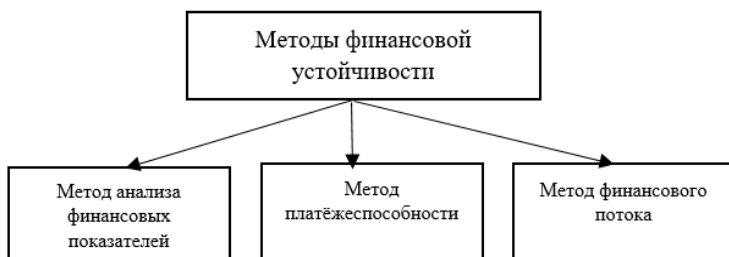 Методы финансовой
устойчивости
Метод анализа
финансовых
показателей
Метод
платёжеспособности
Метод финансового
потока